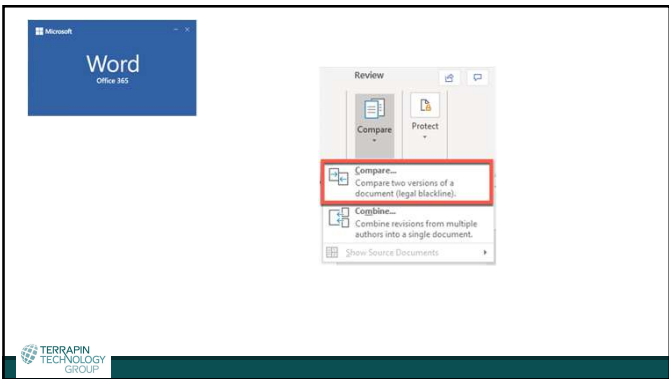 Microsoft
Word
Office 365
Review
Compare
Protect
Compare...
Compare two versions of a
document (legal blackline).
Combine...
Combine revisions from multiple
authors into a single document.
Show Source Documents
TERRAPIN
TECHNOLOGY
GROUP